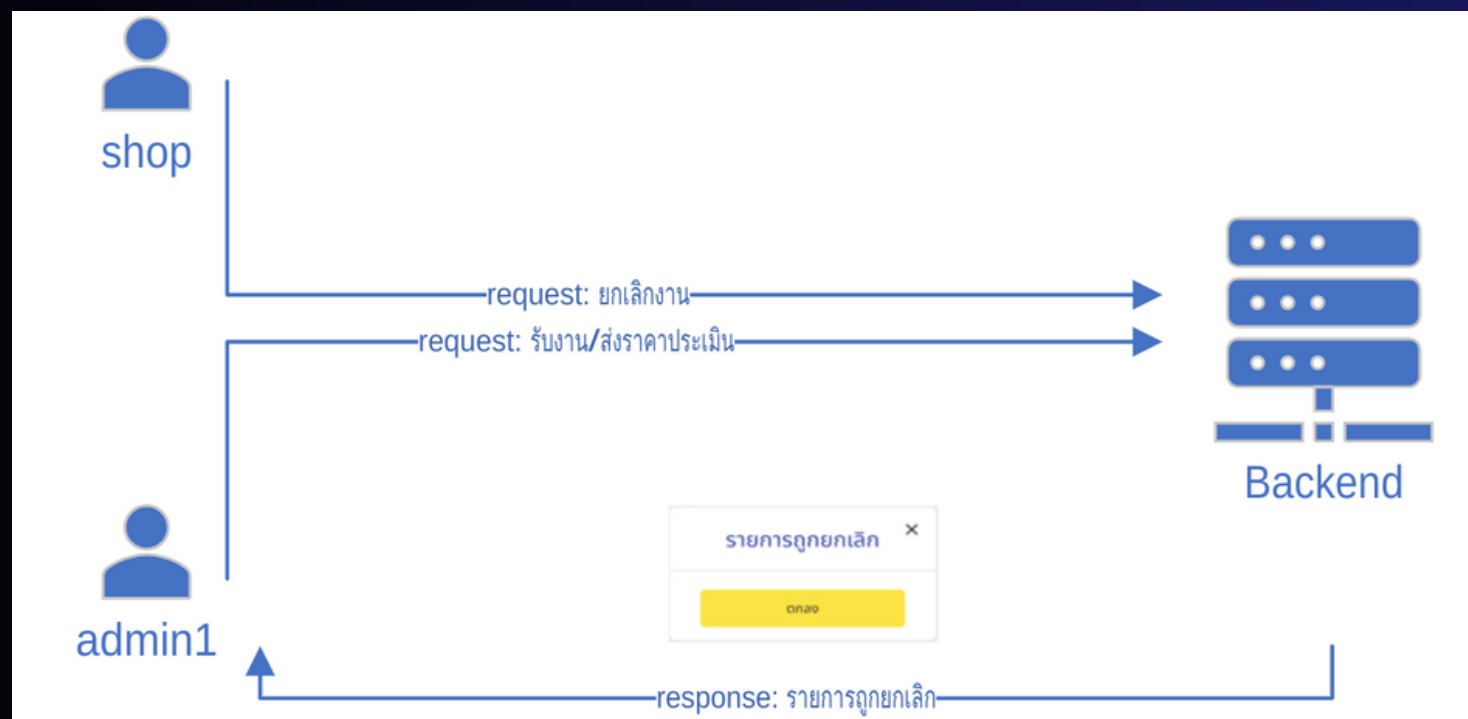 shop
request: ยกเลิกงาน
request: รับงาน/ส่งราคาประเมิน
Backend
รายการถูกยกเลิก ×
ตกลง
admin1
response: รายการถูกยกเลิก